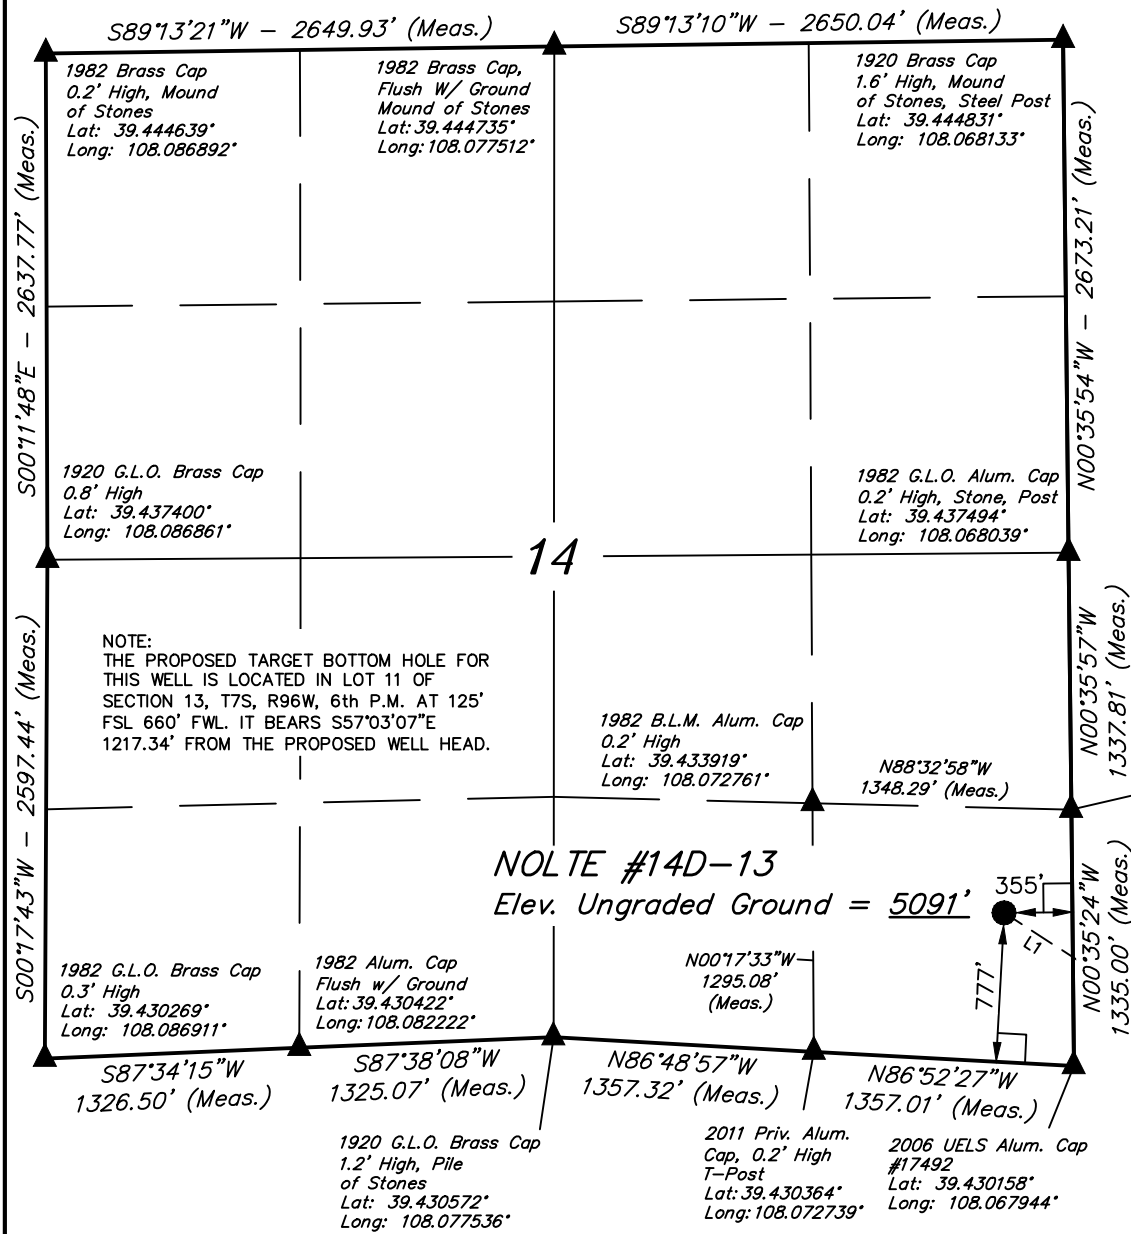 S89°13'21"W - 2649.93' (Meas.)
S89°13'10"W - 2650.04' (Meas.)
1982 Brass Cap
0.2' High, Mound
of Stones
Lat: 39.444639°
Long: 108.086892°
1982 Brass Cap,
Flush W/ Ground
Mound of Stones
Lat: 39.444735°
Long: 108.077512°
1920 Brass Cap
1.6' High, Mound
of Stones, Steel Post
Lat: 39.444831°
Long: 108.068133°
S00°11'48"E - 2637.77' (Meas.)
N00°35'54"W - 2673.21' (Meas.)
1920 G.L.O. Brass Cap
0.8' High
Lat: 39.437400°
Long: 108.086861°
1982 G.L.O. Alum. Cap
0.2' High, Stone, Post
Lat: 39.437494°
Long: 108.068039°
14
NOTE:
THE PROPOSED TARGET BOTTOM HOLE FOR
THIS WELL IS LOCATED IN LOT 11 OF
SECTION 13, T7S, R96W, 6th P.M. AT 125'
FSL 660' FWL. IT BEARS S57°03'07"E
1217.34' FROM THE PROPOSED WELL HEAD.
S00°17'43"W - 2597.44' (Meas.)
N00°35'57"W
1337.81' (Meas.)
1982 B.L.M. Alum. Cap
0.2' High
Lat: 39.433919°
Long: 108.072761°
N88°32'58"W
1348.29' (Meas.)
NOLTE #14D-13
Elev. Ungraded Ground = 5091'
355'
L1
777'
N00°35'24"W
1335.00' (Meas.)
N00°17'33"W
1295.08'
(Meas.)
1982 G.L.O. Brass Cap
0.3' High
Lat: 39.430269°
Long: 108.086911°
1982 Alum. Cap
Flush w/ Ground
Lat: 39.430422°
Long: 108.082222°
S87°34'15"W
1326.50' (Meas.)
S87°38'08"W
1325.07' (Meas.)
N86°48'57"W
1357.32' (Meas.)
N86°52'27"W
1357.01' (Meas.)
1920 G.L.O. Brass Cap
1.2' High, Pile
of Stones
Lat: 39.430572°
Long: 108.077536°
2011 Priv. Alum.
Cap, 0.2' High
T-Post
Lat: 39.430364°
Long: 108.072739°
2006 UELS Alum. Cap
#17492
Lat: 39.430158°
Long: 108.067944°